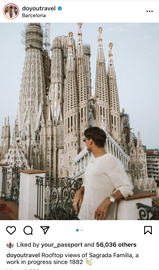 doyoutravel
Barcelona
Liked by your_passport and 56,036 others
doyoutravel Rooftop views of Sagrada Família, a
work in progress since 1882 👏🏻